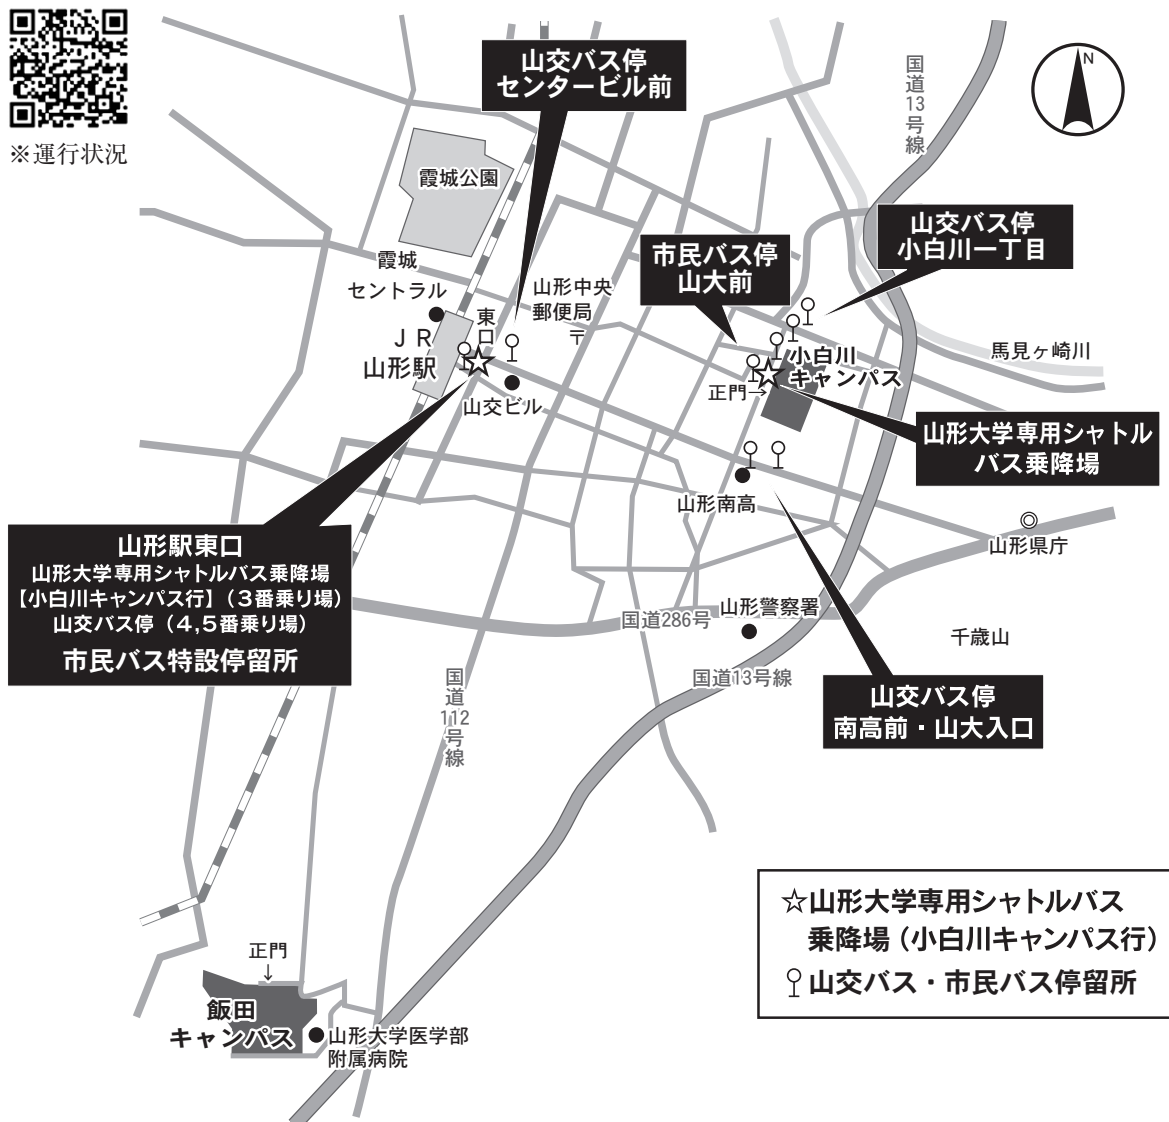 ※運行状況
山交バス停
センタービル前
国道13号線
N
霞城公園
山交バス停
小白川一丁目
市民バス停
山大前
霞城
セントラル
山形中央
郵便局
〒
東口
JR
山形駅
小白川
キャンパス
馬見ヶ崎川
正門→
山交ビル
山形大学専用シャトル
バス乗降場
山形南高
山形県庁
山形駅東口
山形大学専用シャトルバス乗降場
【小白川キャンパス行】（3番乗り場）
山交バス停（4,5番乗り場）
市民バス特設停留所
山形警察署
国道286号
千歳山
国道13号線
国道112号線
山交バス停
南高前・山大入口
☆山形大学専用シャトルバス
乗降場（小白川キャンパス行）
山交バス・市民バス停留所
正門
↓
飯田
キャンパス
山形大学医学部
附属病院